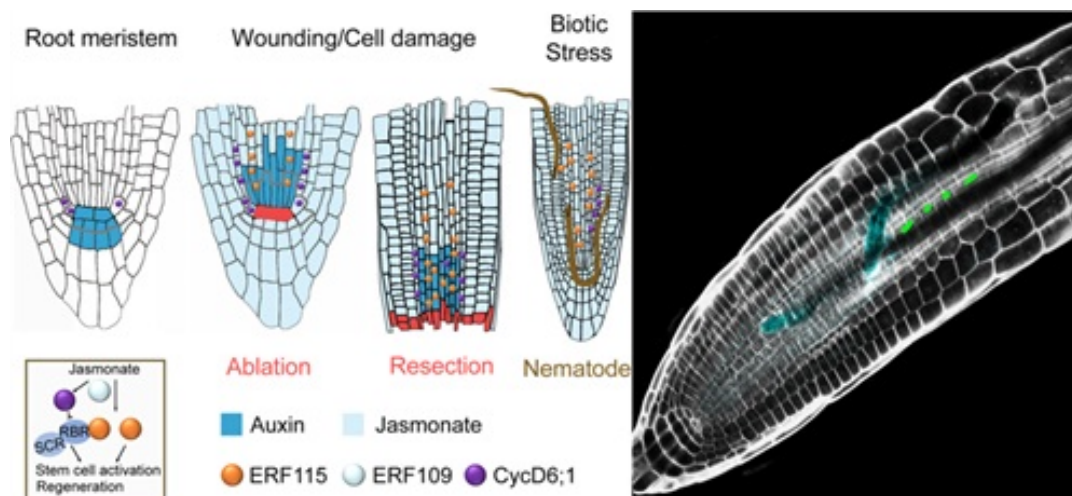 Root meristem
Wounding/Cell damage
Biotic
Stress
Ablation
Resection
Nematode
Jasmonate
RBR
SCR
Stem cell activation
Regeneration
Auxin
Jasmonate
ERF115
ERF109
CycD6;1